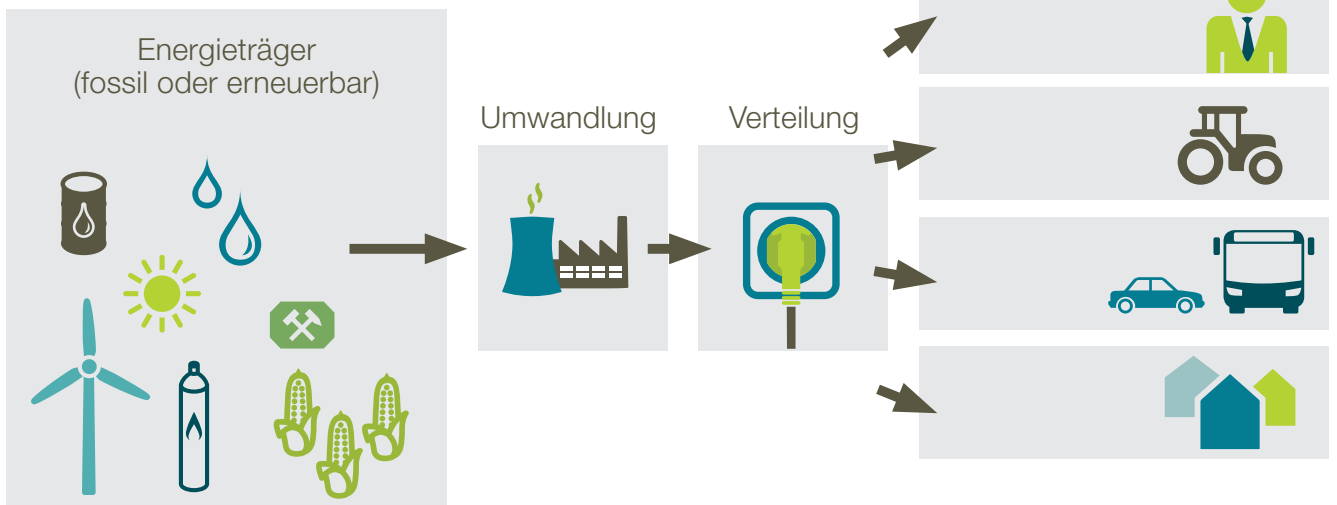 Energieträger
(fossil oder erneuerbar)
Umwandlung
Verteilung